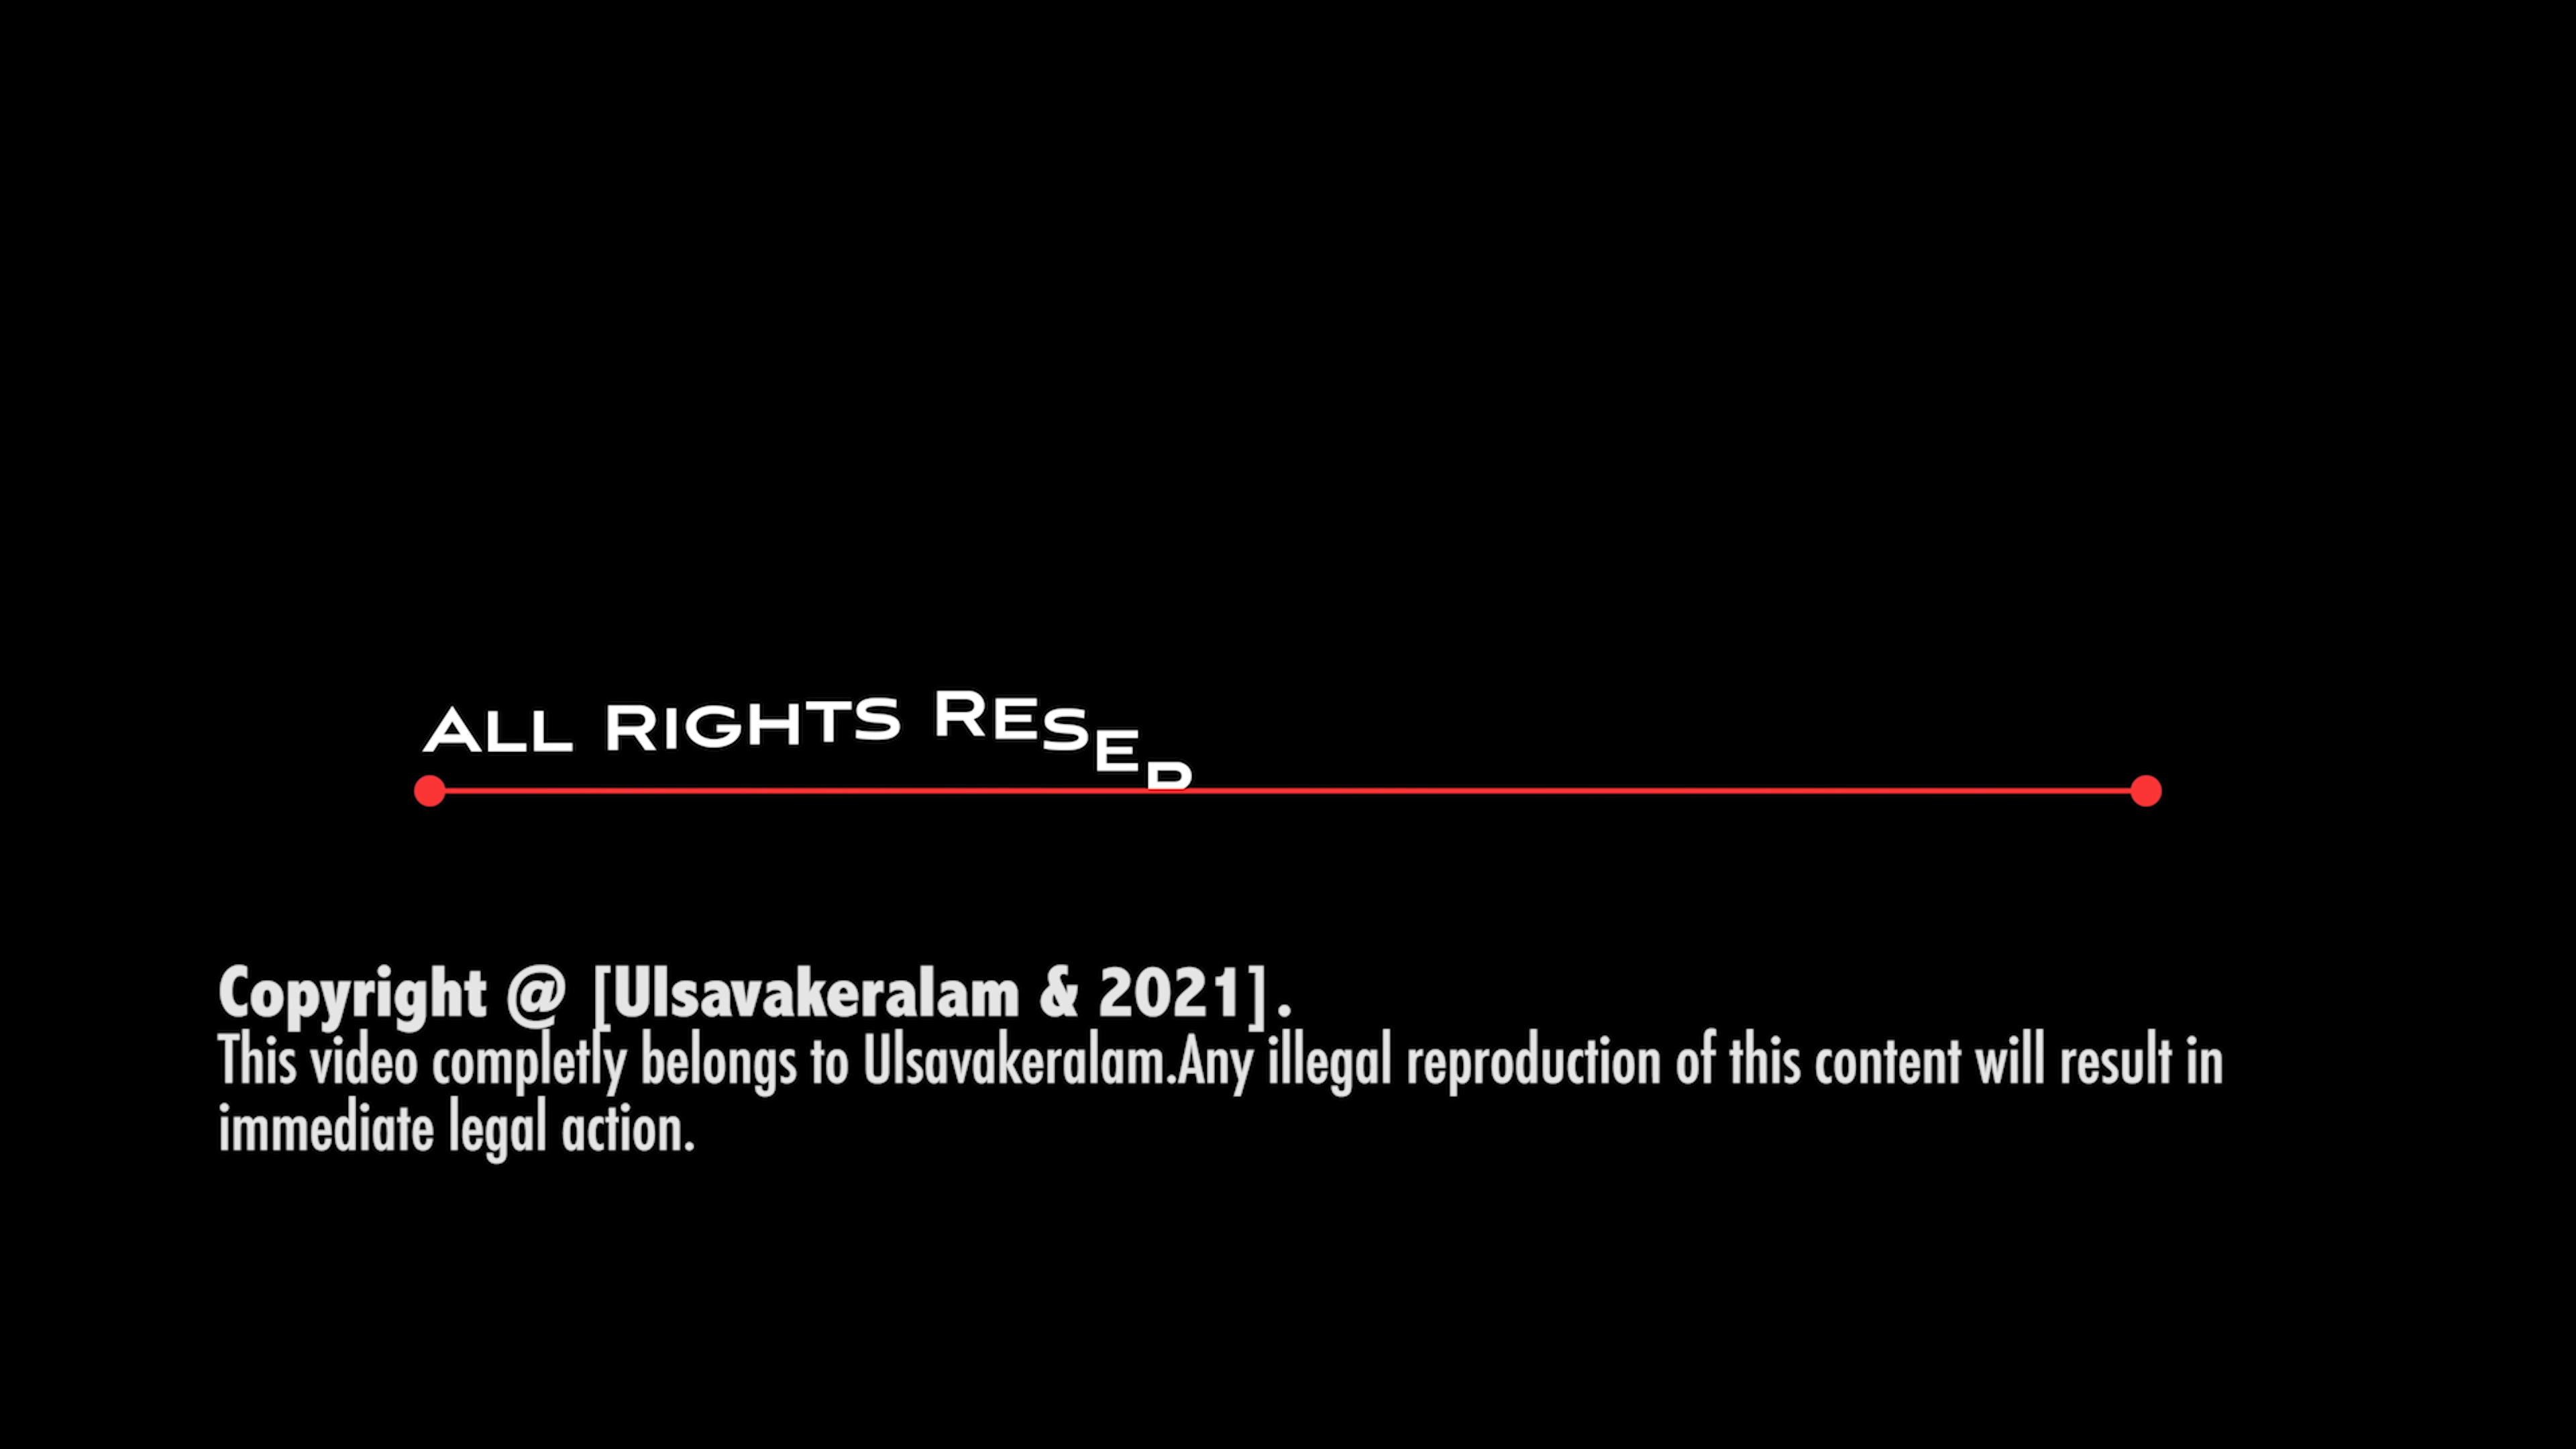 ALL RIGHTS RESER
Copyright @ [Ulsavakeralam & 2021].
This video completly belongs to Ulsavakeralam.Any illegal reproduction of this content will result in
immediate legal action.